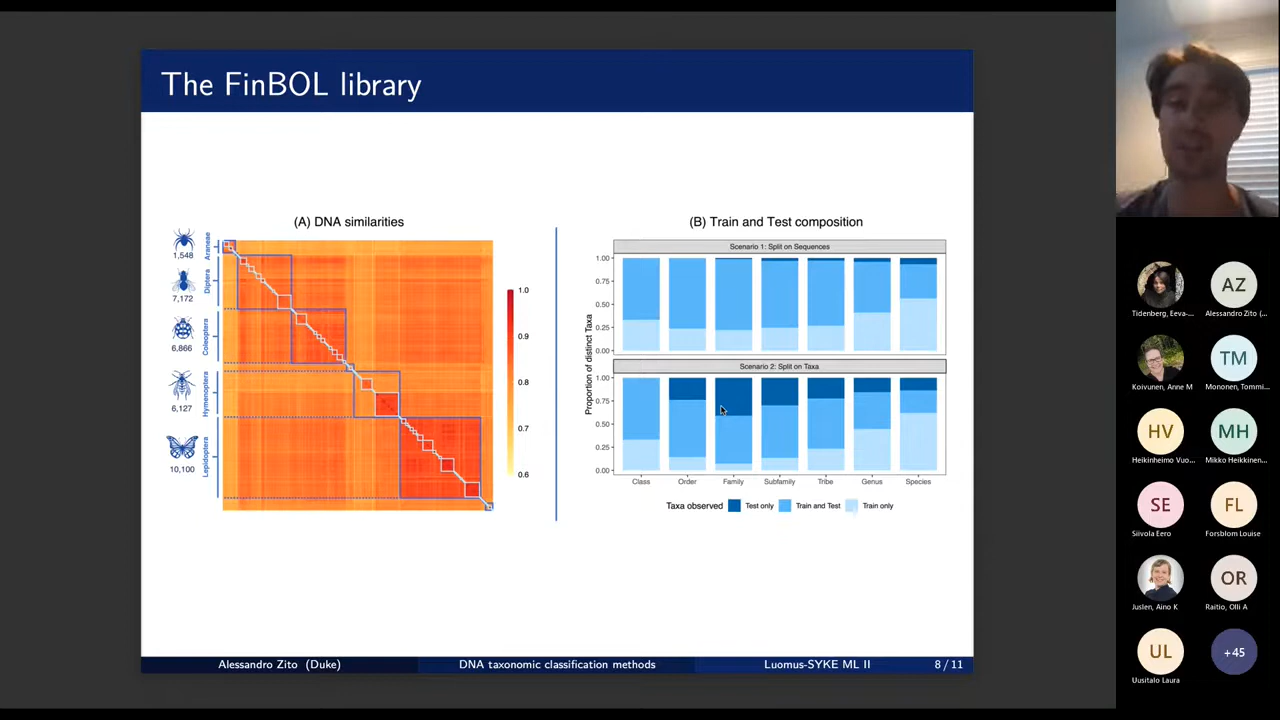 The FinBOL library
(A) DNA similarities
1,548
7,172
6,866
6,127
10,100
Araneae
Diptera
Coleoptera
Hymenoptera
Lepidoptera
1.0
0.9
0.8
0.7
0.6
(B) Train and Test composition
Proportion of distinct Taxa
Scenario 1: Split on Sequences
1.00
0.75
0.50
0.25
0.00
Scenario 2: Split on Taxa
1.00
0.75
0.50
0.25
0.00
Class Order Family Subfamily Tribe Genus Species
Taxa observed Test only Train and Test Train only
Alessandro Zito (Duke) DNA taxonomic classification methods Luomus-SYKE ML II 8 / 11
AZ
Tidenberg, Eeva-... Alessandro Zito (...
TM
Koivunen, Anne M Mononen, Tommi...
HV MH
Heikinheimo Vuo... Mikko Heikkinen...
SE FL
Siivola Eero Forsblom Louise
OR
Juslen, Aino K Raitio, Olli A
UL +45
Uusitalo Laura